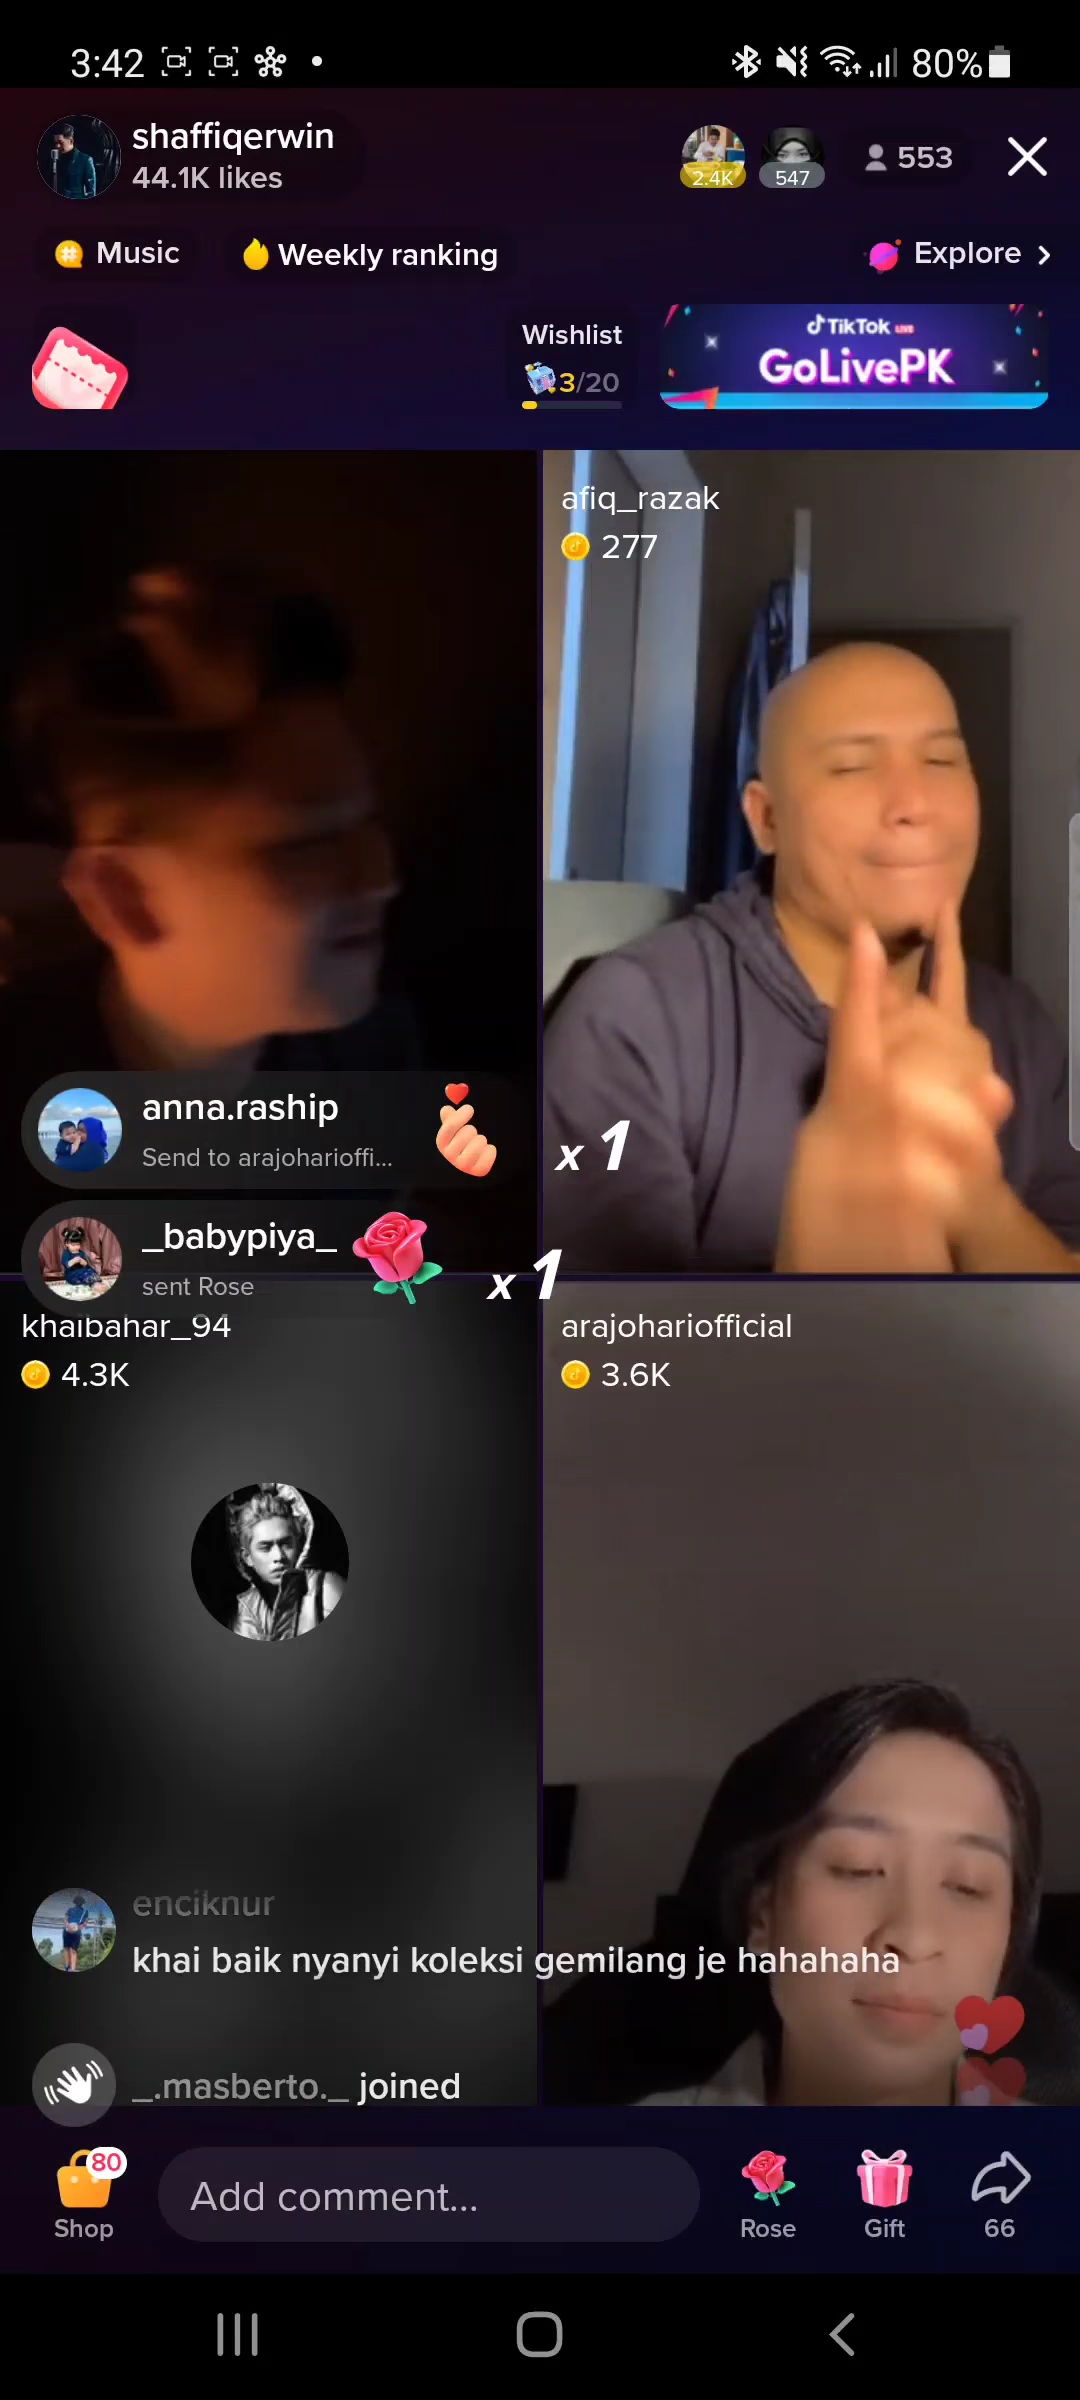 3:42
80%
shaffiqerwin
44.1K likes
2.4K
547
553
Music
Weekly ranking
Explore
Wishlist
3/20
TikTok LIVE
GoLivePK
afiq_razak
277
anna.raship
Send to arajoharioffi...
x 1
_babypiya_
sent Rose
x 1
khaibahar_94
4.3K
arajohariofficial
3.6K
enciknur
khai baik nyanyi koleksi gemilang je hahahaha
_.masberto._ joined
80
Shop
Add comment...
Rose
Gift
66